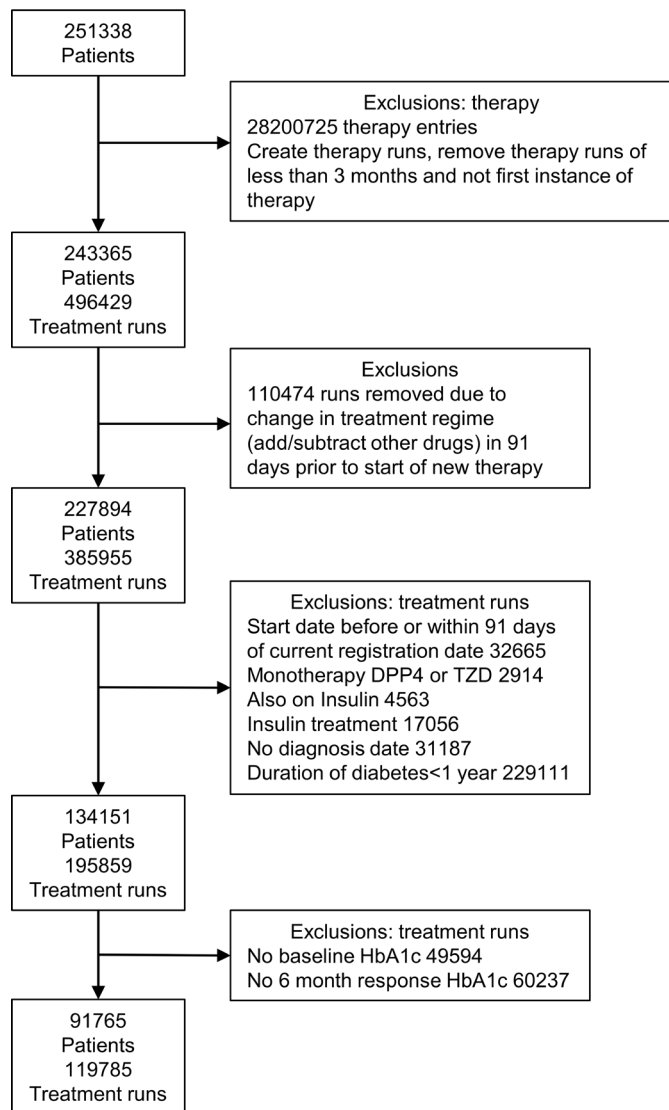 251338
Patients
Exclusions: therapy
28200725 therapy entries
Create therapy runs, remove therapy runs of
less than 3 months and not first instance of
therapy
243365
Patients
496429
Treatment runs
Exclusions
110474 runs removed due to
change in treatment regime
(add/subtract other drugs) in 91
days prior to start of new therapy
227894
Patients
385955
Treatment runs
Exclusions: treatment runs
Start date before or within 91 days
of current registration date 32665
Monotherapy DPP4 or TZD 2914
Also on Insulin 4563
Insulin treatment 17056
No diagnosis date 31187
Duration of diabetes<1 year 229111
134151
Patients
195859
Treatment runs
Exclusions: treatment runs
No baseline HbA1c 49594
No 6 month response HbA1c 60237
91765
Patients
119785
Treatment runs